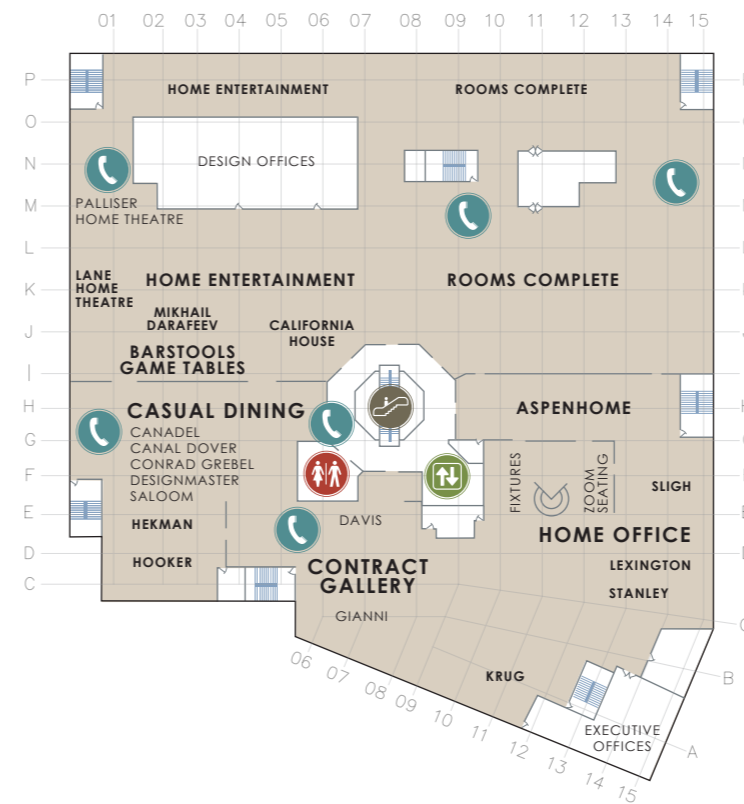 01 02 03 04 05 06 07 08 09 10 11 12 13 14 15
P
HOME ENTERTAINMENT ROOMS COMPLETE
O
N
DESIGN OFFICES
M
PALLISER
HOME THEATRE
L
K
LANE
HOME
THEATRE
HOME ENTERTAINMENT ROOMS COMPLETE
MIKHAIL
DARAFEEV
CALIFORNIA
HOUSE
J
BARSTOOLS
GAME TABLES
I
H
CASUAL DINING
ASPENHOME
G
CANADEL
CANAL DOVER
CONRAD GREBEL
DESIGNMASTER
SALOOM
F
FIXTURES
ZOOM
SEATING
SLIGH
E
HEKMAN
DAVIS
HOME OFFICE
D
HOOKER
CONTRACT
GALLERY
LEXINGTON
C
STANLEY
GIANNI
C
KRUG
B
EXECUTIVE
OFFICES
A
06 07 08 09 10 11 12 13 14 15